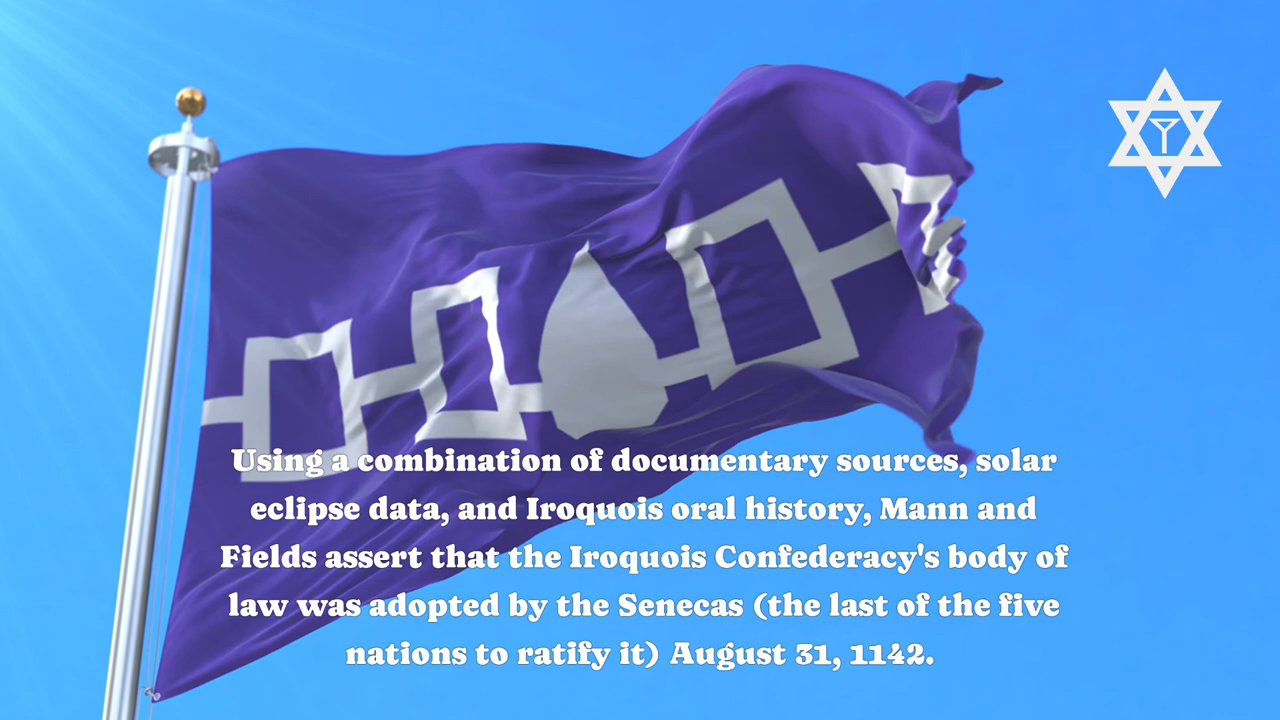 Using a combination of documentary sources, solar
eclipse data, and Iroquois oral history, Mann and
Fields assert that the Iroquois Confederacy's body of
law was adopted by the Senecas (the last of the five
nations to ratify it) August 31, 1142.